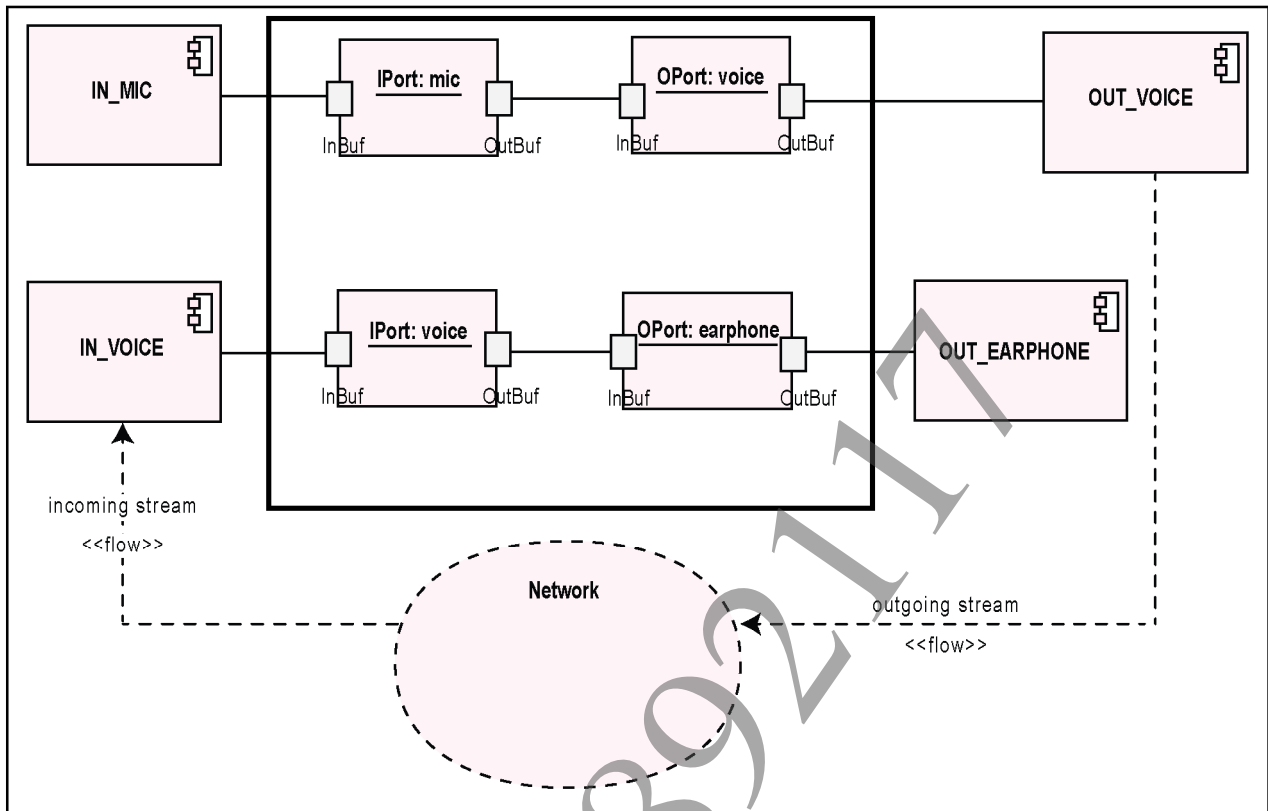 IN_MIC
IPort: mic
OPort: voice
OUT_VOICE
InBuf
OutBuf
InBuf
OutBuf
IN_VOICE
IPort: voice
OPort: earphone
OUT_EARPHONE
InBuf
OutBuf
InBuf
OutBuf
incoming stream
<<flow>>
Network
outgoing stream
<<flow>>
89217